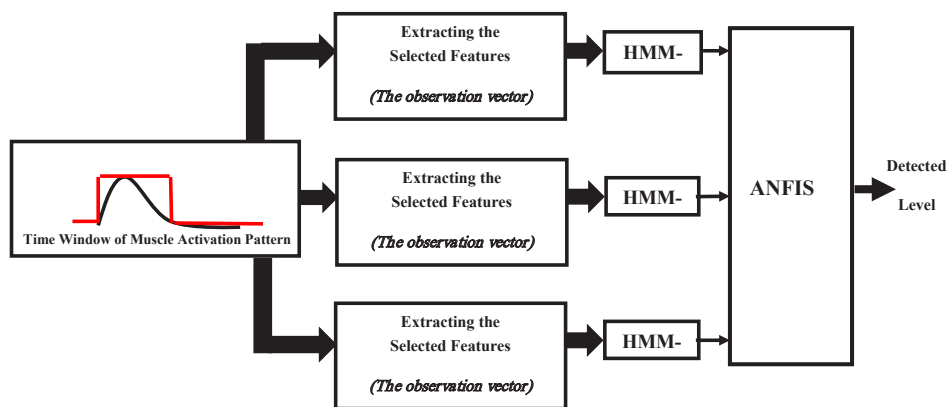 Time Window of Muscle Activation Pattern
Extracting the
Selected Features
(The observation vector)
HMM-
Extracting the
Selected Features
(The observation vector)
HMM-
Extracting the
Selected Features
(The observation vector)
HMM-
ANFIS
Detected
Level